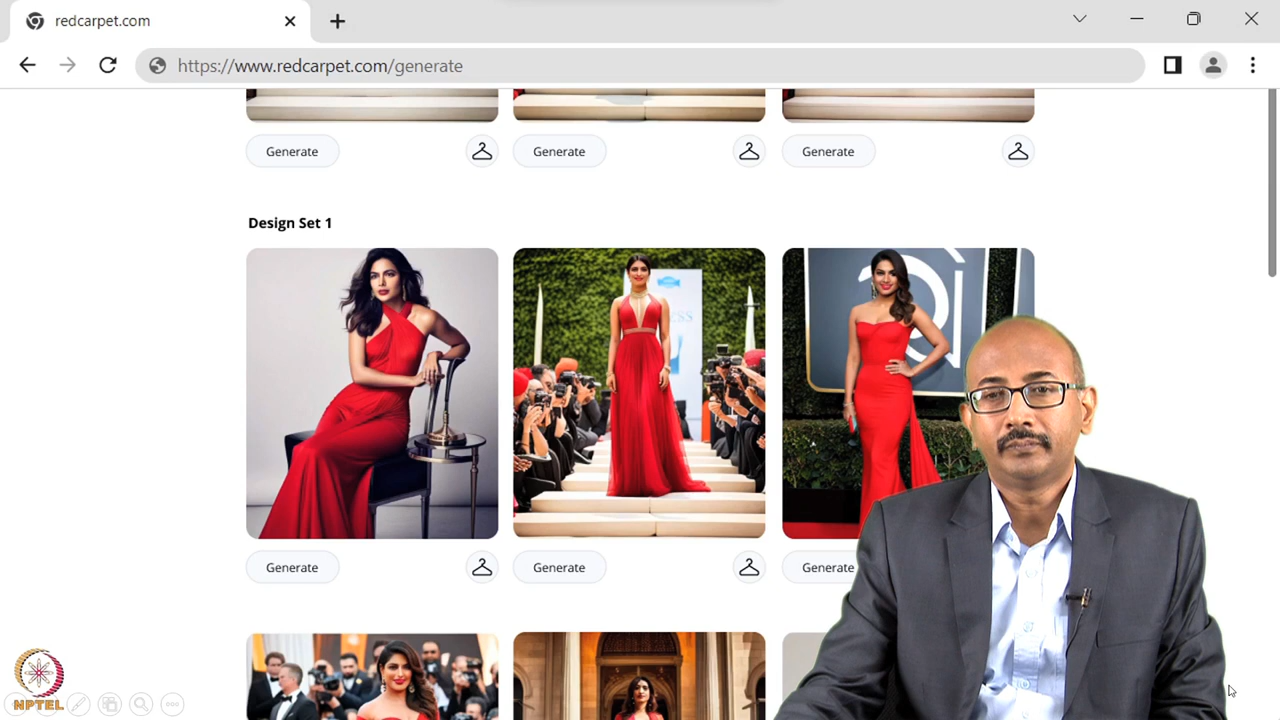 redcarpet.com
https://www.redcarpet.com/generate
Generate
Generate
Generate
Design Set 1
Generate
Generate
Generate
NPTEL